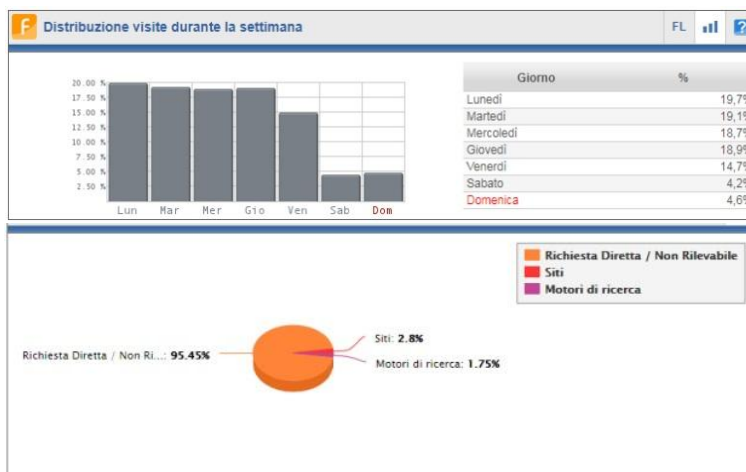 F Distribuzione visite durante la settimana FL ?
20.00 %
17.50 %
15.00 %
12.50 %
10.00 %
7.50 %
5.00 %
2.50 %
Lun Mar Mer Gio Ven Sab Dom
Giorno %
Lunedì 19,7%
Martedì 19,1%
Mercoledì 18,7%
Giovedì 18,9%
Venerdì 14,7%
Sabato 4,2%
Domenica 4,6%
Richiesta Diretta / Non Rilevabile
Siti
Motori di ricerca
Siti: 2.8%
Richiesta Diretta / Non Ri...: 95.45%
Motori di ricerca: 1.75%